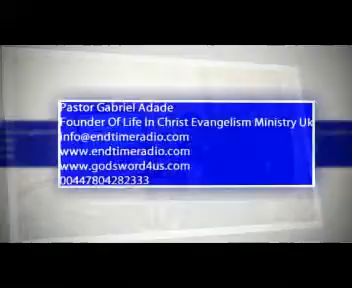 Pastor Gabriel Adade
Founder Of Life In Christ Evangelism Ministry Uk
info@endtimeradio.com
www.endtimeradio.com
www.godsword4us.com
00447804282333